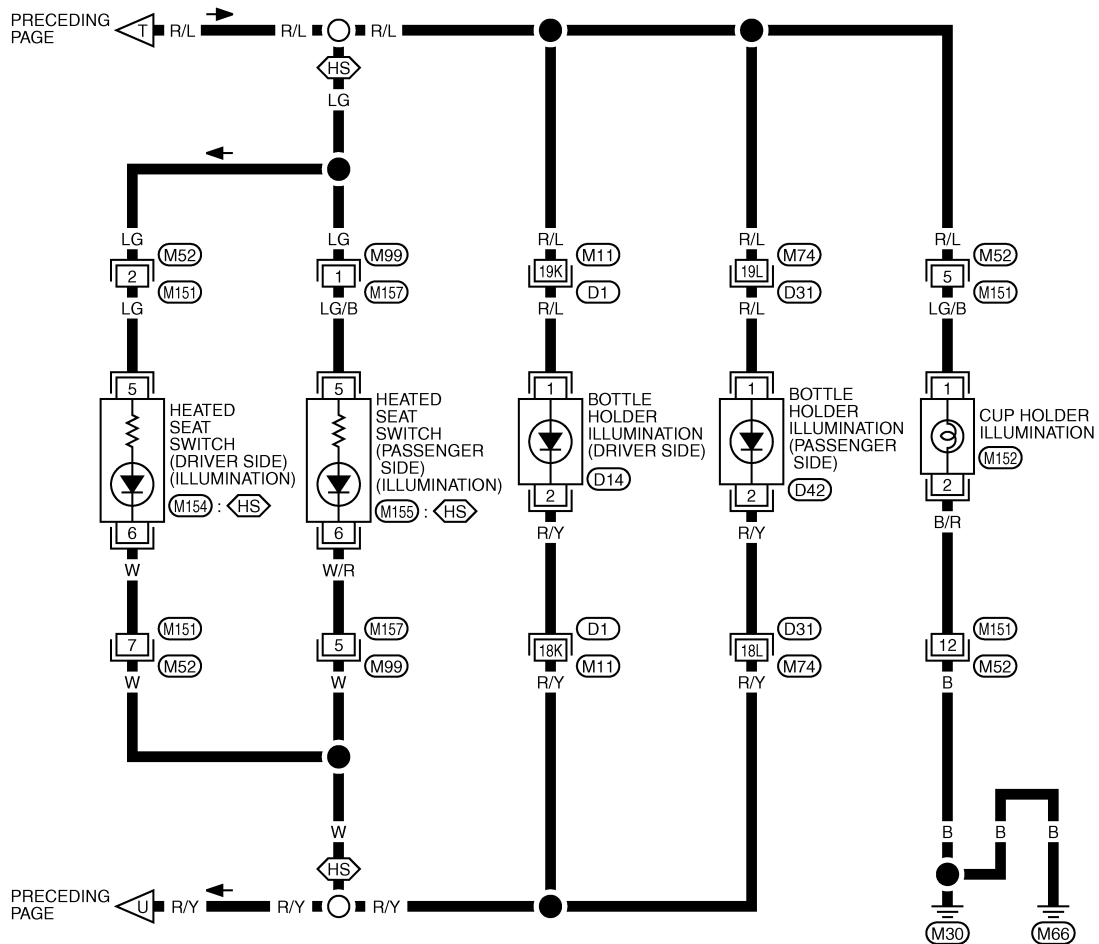 PRECEDING
PAGE
T
R/L
R/L
R/L
HS
LG
LG
M52
2
M151
LG
LG
M99
1
M157
LG/B
R/L
M11
19K
D1
R/L
R/L
M74
19L
D31
R/L
R/L
M52
5
M151
LG/B
5
HEATED
SEAT
SWITCH
(DRIVER SIDE)
(ILLUMINATION)
M154 : HS
6
5
HEATED
SEAT
SWITCH
(PASSENGER
SIDE)
(ILLUMINATION)
M155 : HS
6
1
BOTTLE
HOLDER
ILLUMINATION
(DRIVER SIDE)
D14
2
1
BOTTLE
HOLDER
ILLUMINATION
(PASSENGER
SIDE)
D42
2
1
CUP HOLDER
ILLUMINATION
M152
2
W
M151
7
M52
W
W/R
M157
5
M99
W
R/Y
D1
18K
M11
R/Y
R/Y
D31
18L
M74
R/Y
B/R
M151
12
M52
B
W
HS
B
B
B
PRECEDING
PAGE
U
R/Y
R/Y
R/Y
M30
M66